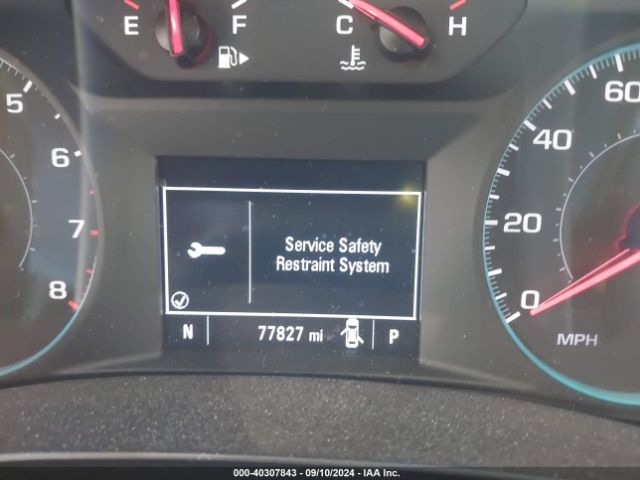 E F C H
5
6
7
8
60
40
20
0
MPH
Service Safety
Restraint System
N 77827 mi P
000-40307843 - 09/10/2024 - IAA Inc.